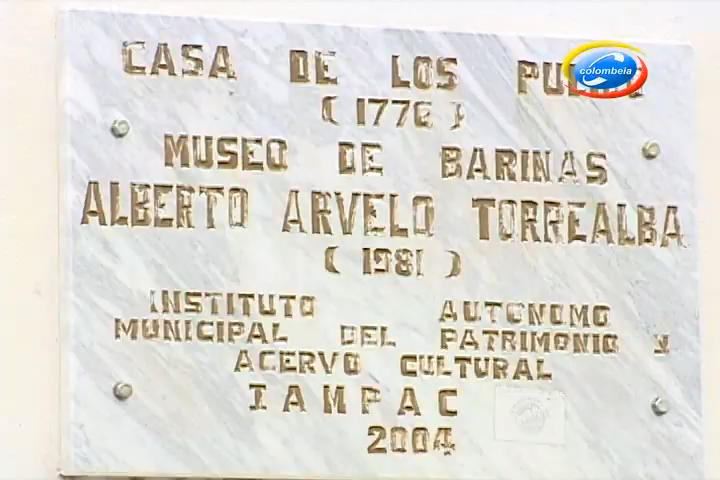 CASA DE LOS
colombeia
(1776)
MUSEO DE BARINAS
ALBERTO ARVELO TORREALBA
(1981)
INSTITUTO AUTONOMO
MUNICIPAL DEL PATRIMONIO Y
ACERVO CULTURAL
IAMPAC
2004